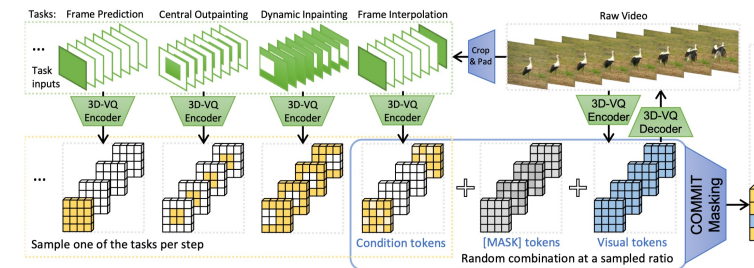 Tasks: Frame Prediction Central Outpainting Dynamic Inpainting Frame Interpolation Raw Video
...
Task
inputs
Crop
& Pad
3D-VQ
Encoder
3D-VQ
Encoder
3D-VQ
Encoder
3D-VQ
Encoder
3D-VQ
Encoder
3D-VQ
Decoder
...
+
+
COMMIT
Masking
Sample one of the tasks per step
Condition tokens
[MASK] tokens
Visual tokens
Random combination at a sampled ratio